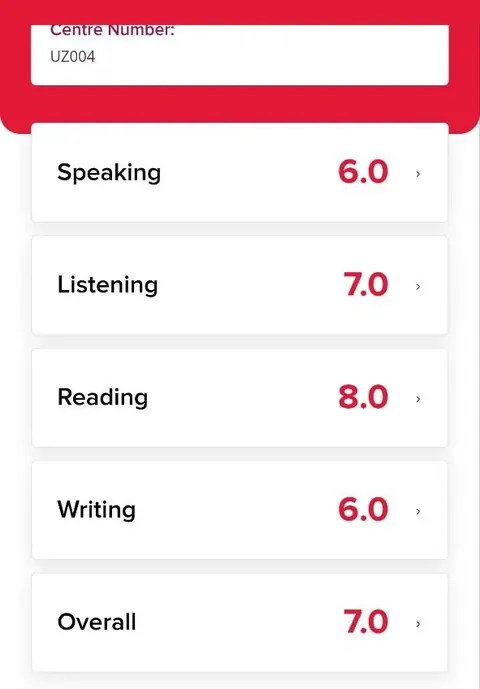 Centre Number:
UZ004
Speaking 6.0 ›
Listening 7.0 ›
Reading 8.0 ›
Writing 6.0 ›
Overall 7.0 ›